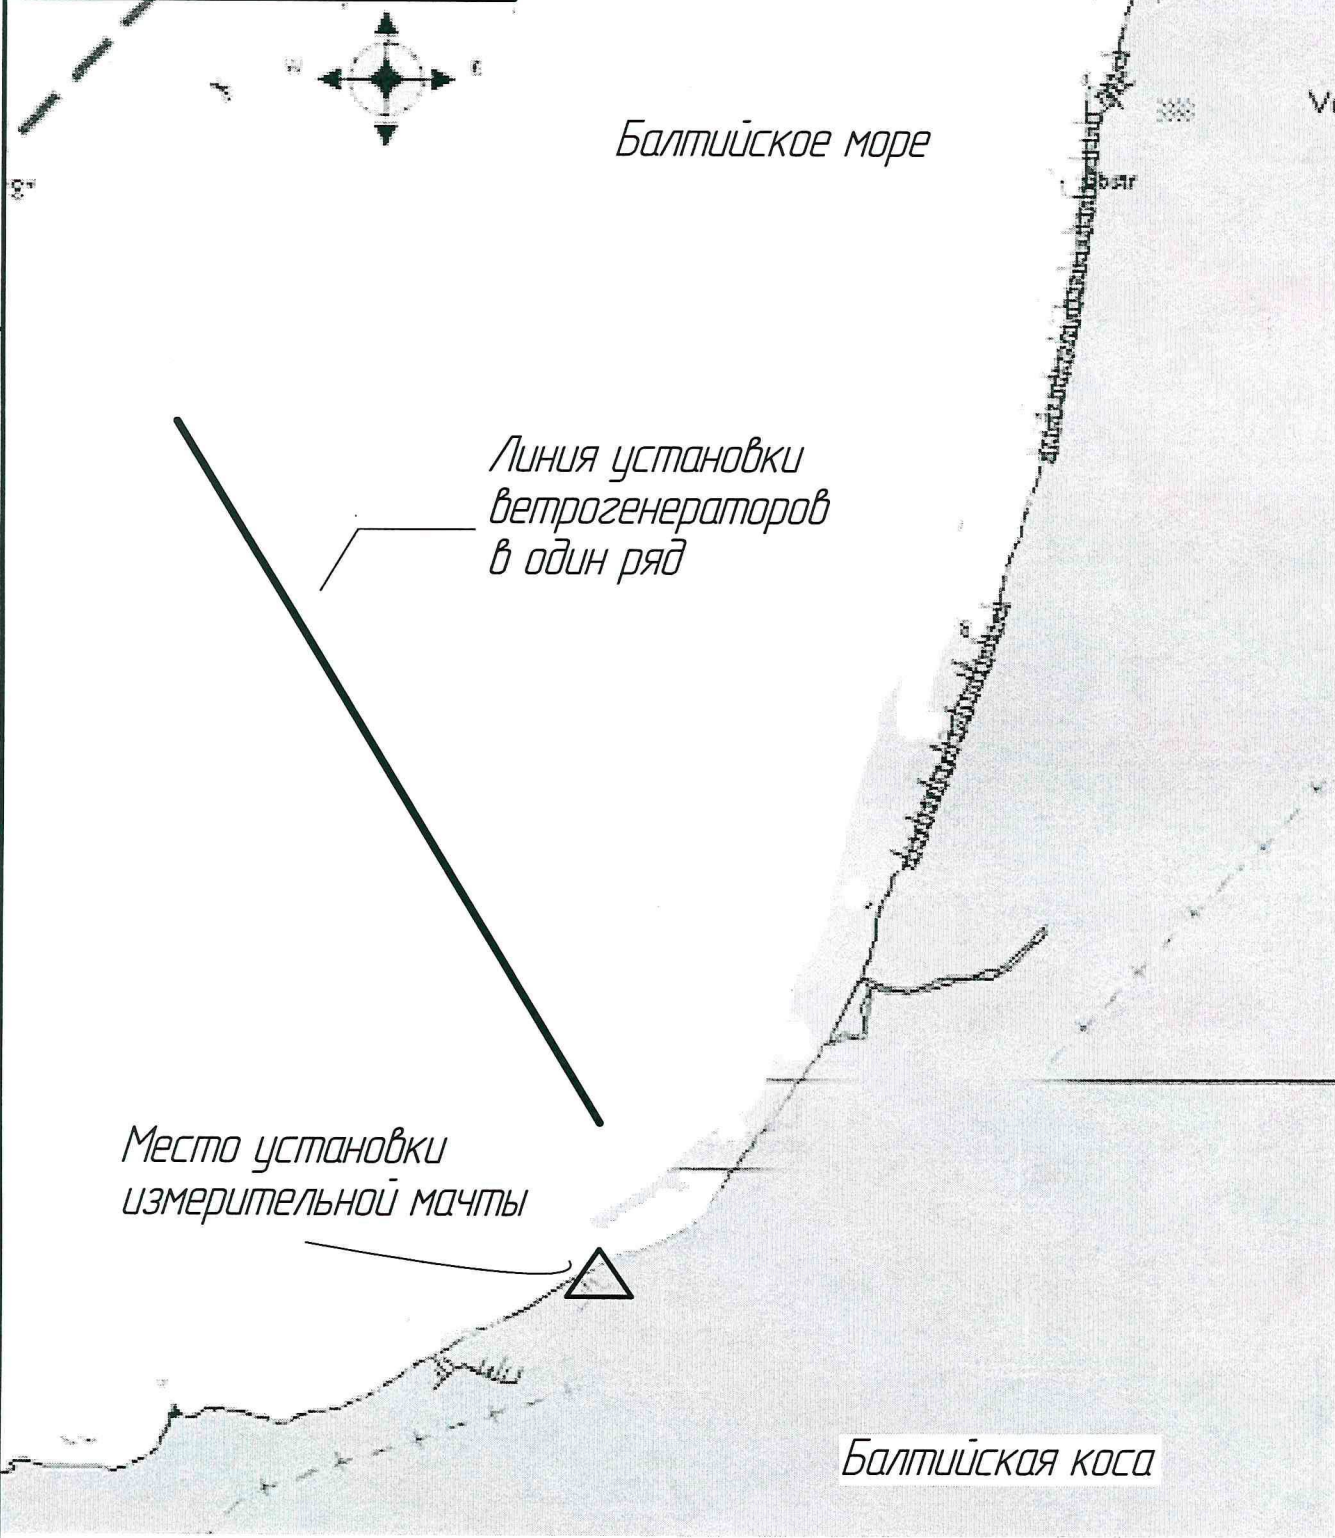 Балтийское море
Линия установки
ветрогенераторов
в один ряд
Место установки
измерительной мачты
Балтийская коса